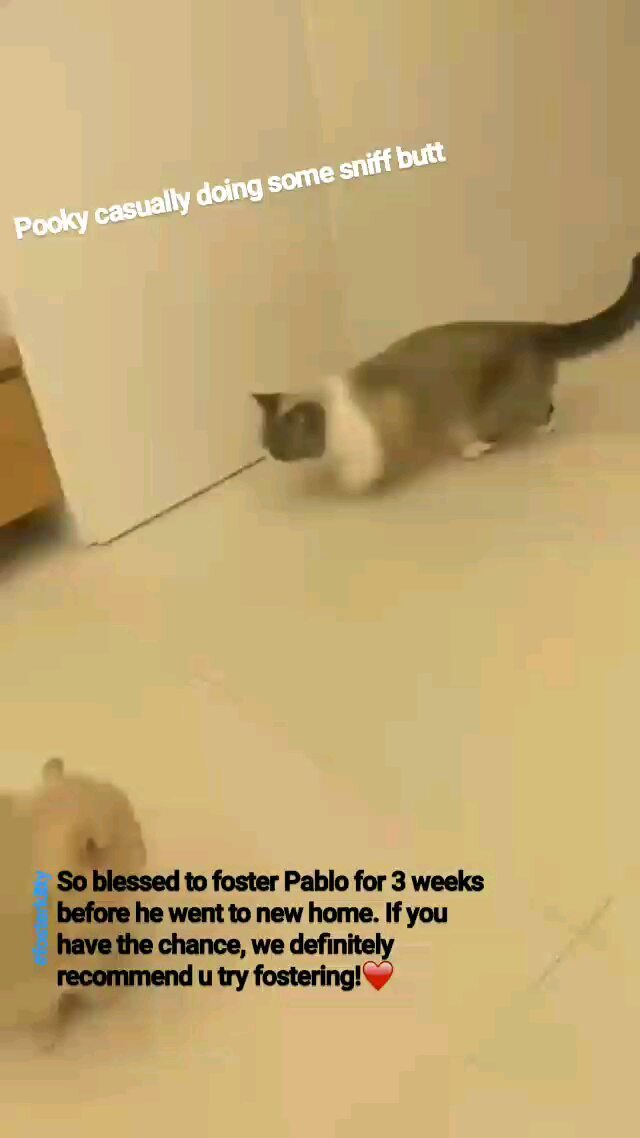 Pooky casually doing some sniff butt
So blessed to foster Pablo for 3 weeks
before he went to new home. If you
have the chance, we definitely
recommend u try fostering!❤️